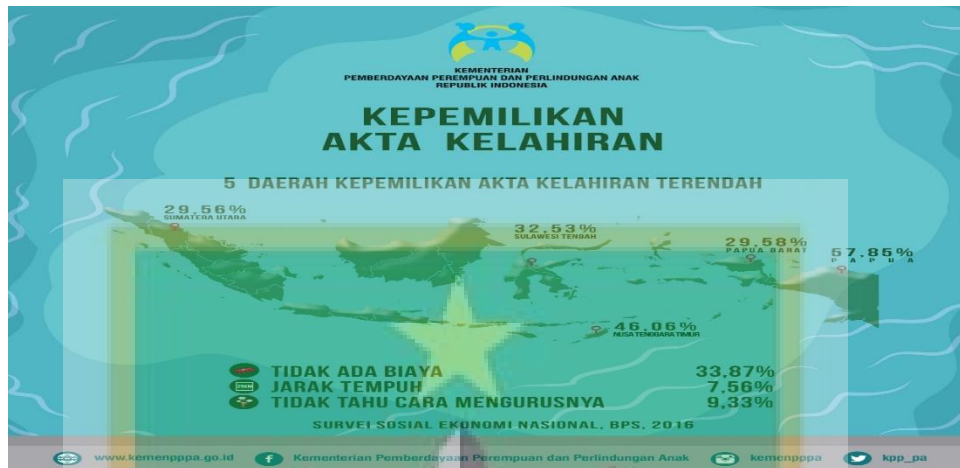 KEMENTERIAN
PEMBERDAYAAN PEREMPUAN DAN PERLINDUNGAN ANAK
REPUBLIK INDONESIA
KEPEMILIKAN
AKTA KELAHIRAN
5 DAERAH KEPEMILIKAN AKTA KELAHIRAN TERENDAH
29,56%
SUMATERA UTARA
32,53%
SULAWESI TENGAH
29,58%
PAPUA BARAT
57,85%
PAPUA
46,06%
NUSA TENGGARA TIMUR
TIDAK ADA BIAYA 33,87%
JARAK TEMPUH 7,56%
TIDAK TAHU CARA MENGURUSNYA 9,33%
SURVEI SOSIAL EKONOMI NASIONAL, BPS, 2016
www.kemenpppa.go.id Kementerian Pemberdayaan Perempuan dan Perlindungan Anak kemenpppa kpp_pa